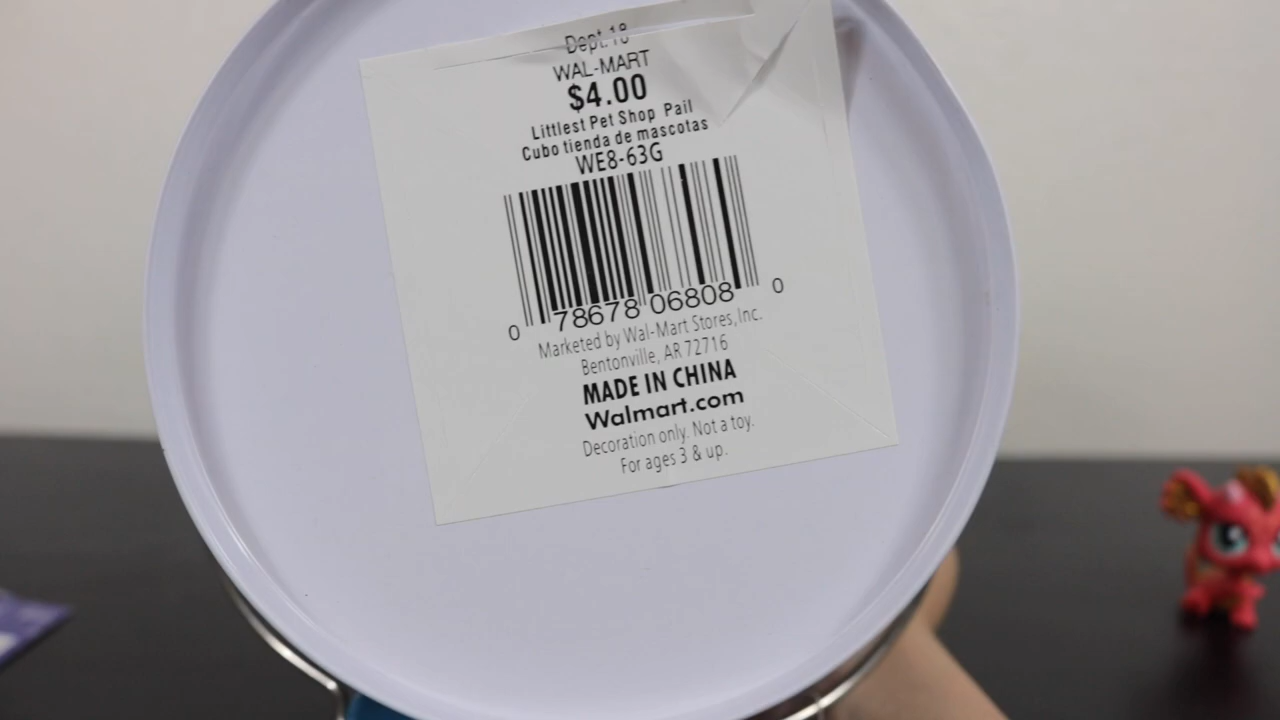 Dept. 18
WAL-MART
$4.00
Littlest Pet Shop Pail
Cubo tienda de mascotas
WE8-63G
0 78678 06808 0
Marketed by Wal-Mart Stores, Inc.
Bentonville, AR 72716
MADE IN CHINA
Walmart.com
Decoration only. Not a toy.
For ages 3 & up.